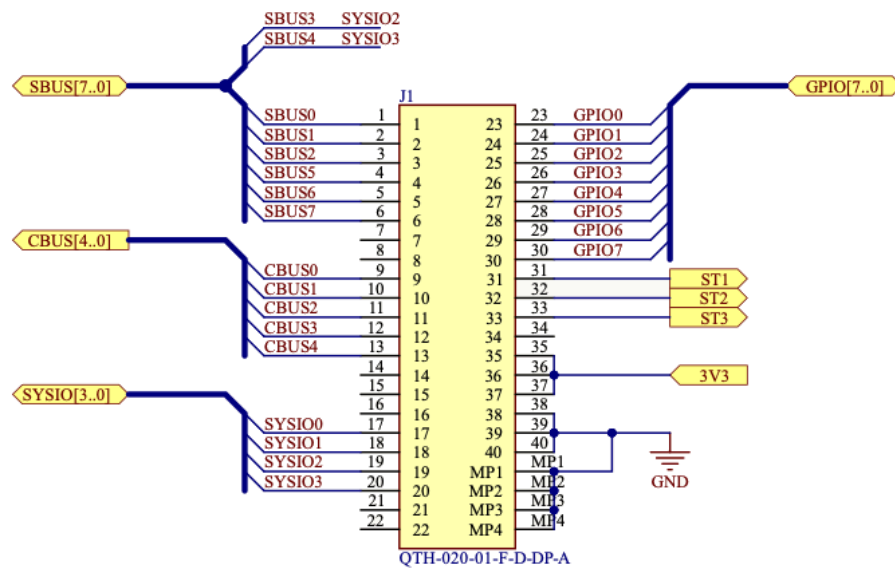 SBUS3 SYSIO2
SBUS4 SYSIO3
SBUS[7..0]
GPIO[7..0]
J1
SBUS0 1 1 23 23 GPIO0
SBUS1 2 2 24 24 GPIO1
SBUS2 3 3 25 25 GPIO2
SBUS5 4 4 26 26 GPIO3
SBUS6 5 5 27 27 GPIO4
SBUS7 6 6 28 28 GPIO5
7 7 29 29 GPIO6
CBUS[4..0]
8 8 30 30 GPIO7
CBUS0 9 9 31 31 ST1
CBUS1 10 10 32 32 ST2
CBUS2 11 11 33 33 ST3
CBUS3 12 12 34 34
CBUS4 13 13 35 35
14 14 36 36 3V3
15 15 37 37
SYSIO[3..0]
16 16 38 38
SYSIO0 17 17 39 39
SYSIO1 18 18 40 40
SYSIO2 19 19 MP1 MP1
SYSIO3 20 20 MP2 MP2
GND
21 21 MP3 MP3
22 22 MP4 MP4
QTH-020-01-F-D-DP-A